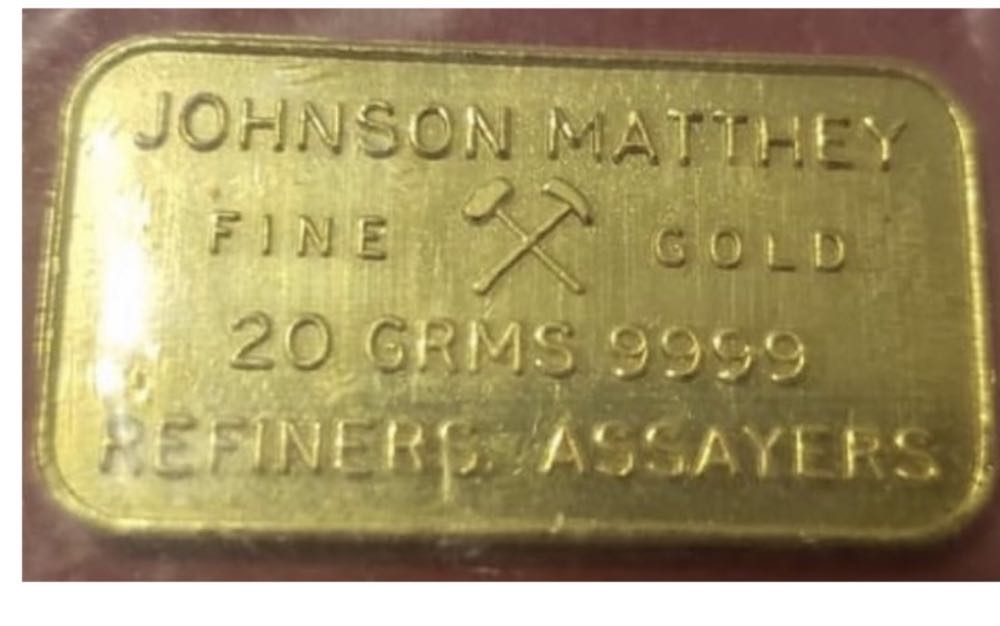 JOHNSON MATTHEY
FINE GOLD
20 GRMS 9999
REFINERS ASSAYERS